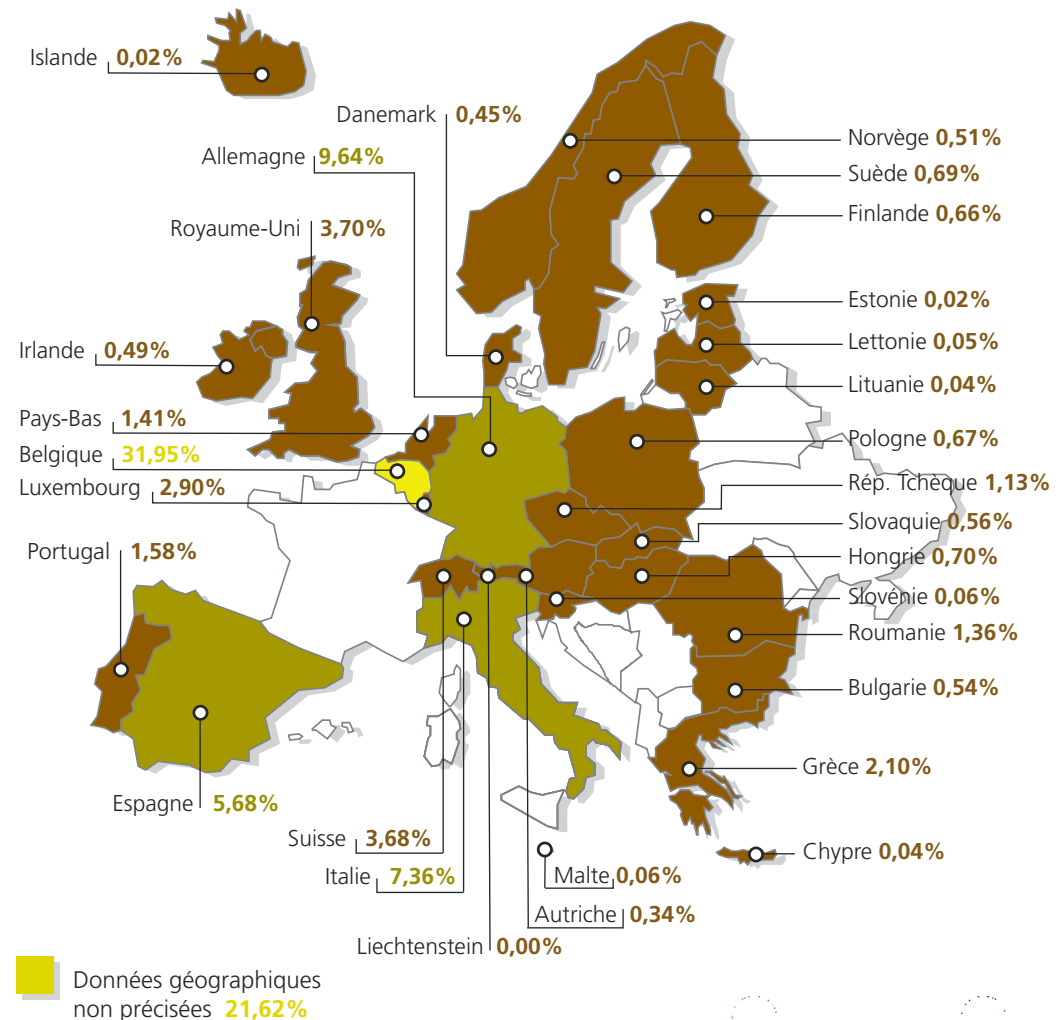 Islande 0,02%
Danemark 0,45%
Allemagne 9,64%
Royaume-Uni 3,70%
Irlande 0,49%
Pays-Bas 1,41%
Belgique 31,95%
Luxembourg 2,90%
Portugal 1,58%
Espagne 5,68%
Suisse 3,68%
Italie 7,36%
Liechtenstein 0,00%
Autriche 0,34%
Malte 0,06%
Norvège 0,51%
Suède 0,69%
Finlande 0,66%
Estonie 0,02%
Lettonie 0,05%
Lituanie 0,04%
Pologne 0,67%
Rép. Tchèque 1,13%
Slovaquie 0,56%
Hongrie 0,70%
Slovénie 0,06%
Roumanie 1,36%
Bulgarie 0,54%
Grèce 2,10%
Chypre 0,04%
Données géographiques
non précisées 21,62%